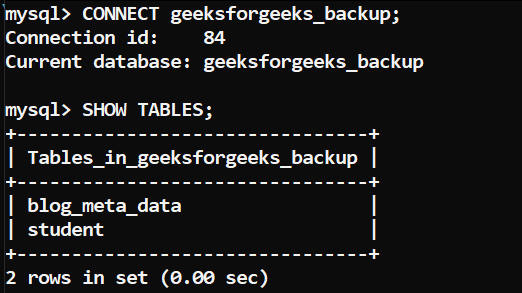 mysql> CONNECT geeksforgeeks_backup;
Connection id:    84
Current database: geeksforgeeks_backup

mysql> SHOW TABLES;
+--------------------------------+
| Tables_in_geeksforgeeks_backup |
+--------------------------------+
| blog_meta_data                 |
| student                        |
+--------------------------------+
2 rows in set (0.00 sec)